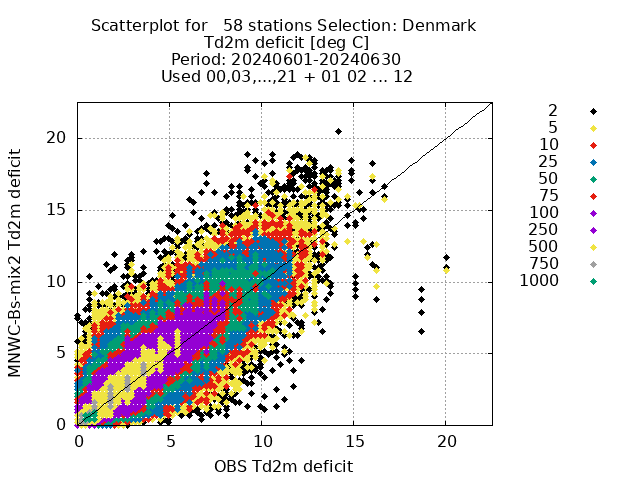 Scatterplot for   58 stations Selection: Denmark
Td2m deficit [deg C]
Period: 20240601-20240630
Used 00,03,...,21 + 01 02 ... 12
MNWC-Bs-mix2 Td2m deficit
20
15
10
5
0
0 5 10 15 20
OBS Td2m deficit
2
5
10
25
50
75
100
250
500
750
1000